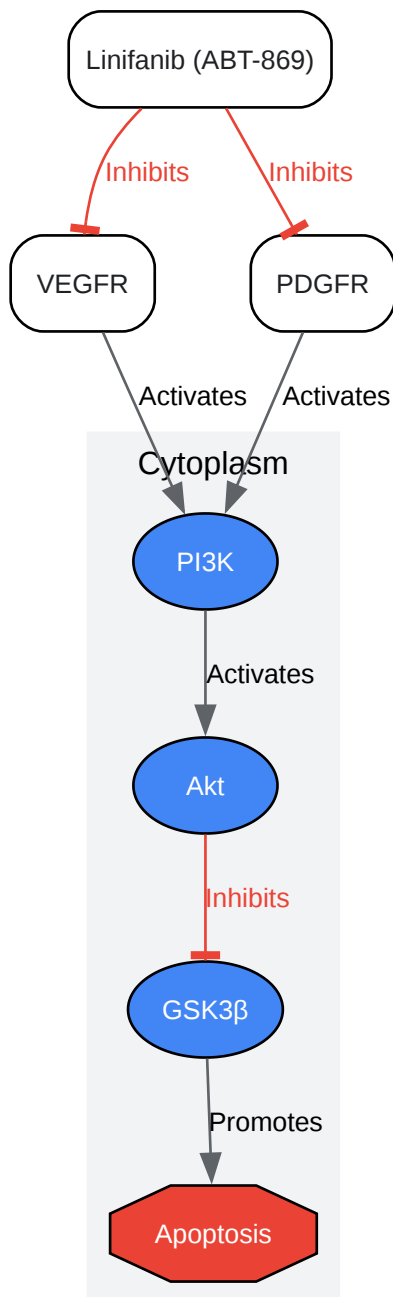 Linifanib (ABT-869)
Inhibits
Inhibits
VEGFR
PDGFR
Activates
Activates
Cytoplasm
PI3K
Activates
Akt
Inhibits
GSK3β
Promotes
Apoptosis